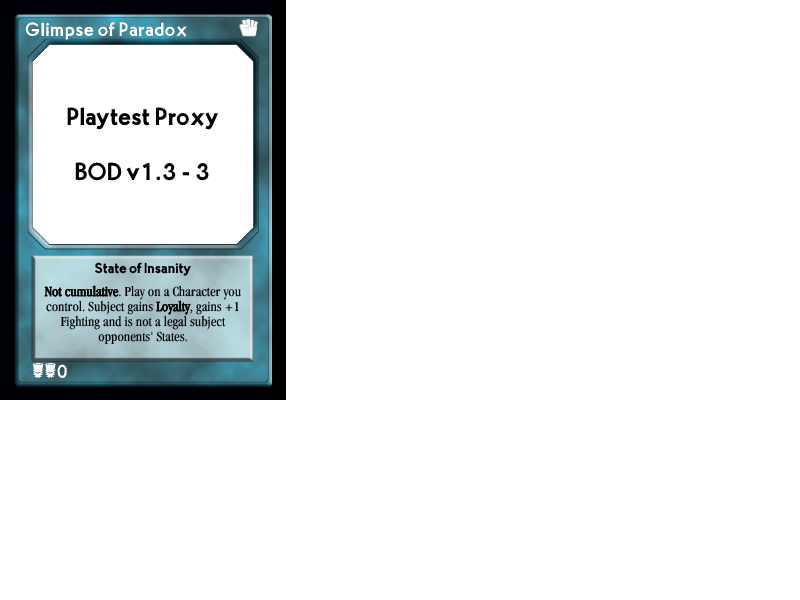 Glimpse of Paradox
Playtest Proxy
BOD v1.3 - 3
State of Insanity
Not cumulative. Play on a Character you
control. Subject gains Loyalty, gains +1
Fighting and is not a legal subject
opponents' States.
0